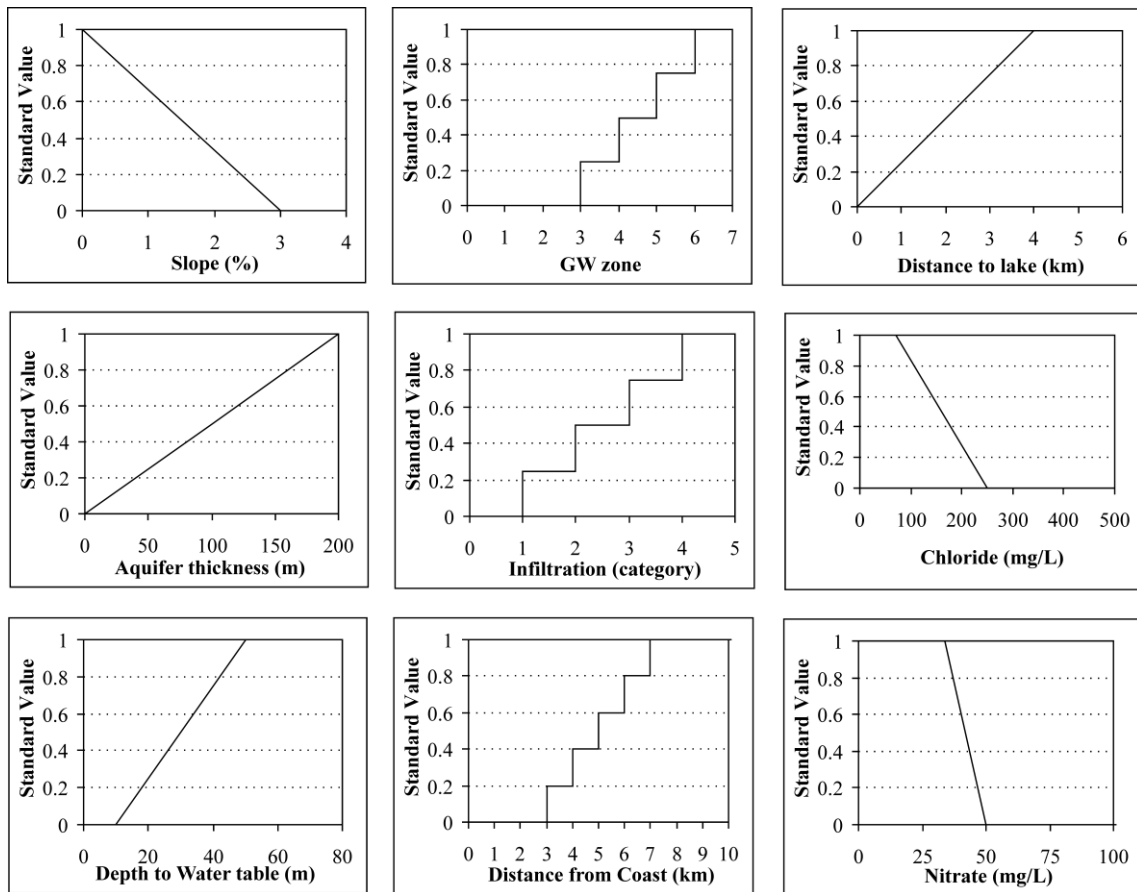 Standard Value
1
0.8
0.6
0.4
0.2
0
0 1 2 3 4
Slope (%)
Standard Value
1
0.8
0.6
0.4
0.2
0
0 1 2 3 4 5 6 7
GW zone
Standard Value
1
0.8
0.6
0.4
0.2
0
0 1 2 3 4 5 6
Distance to lake (km)
Standard Value
1
0.8
0.6
0.4
0.2
0
0 50 100 150 200
Aquifer thickness (m)
Standard Value
1
0.8
0.6
0.4
0.2
0
0 1 2 3 4 5
Infiltration (category)
Standard Value
1
0.8
0.6
0.4
0.2
0
0 100 200 300 400 500
Chloride (mg/L)
Standard Value
1
0.8
0.6
0.4
0.2
0
0 20 40 60 80
Depth to Water table (m)
Standard Value
1
0.8
0.6
0.4
0.2
0
0 1 2 3 4 5 6 7 8 9 10
Distance from Coast (km)
Standard Value
1
0.8
0.6
0.4
0.2
0
0 50 100
Nitrate (mg/L)